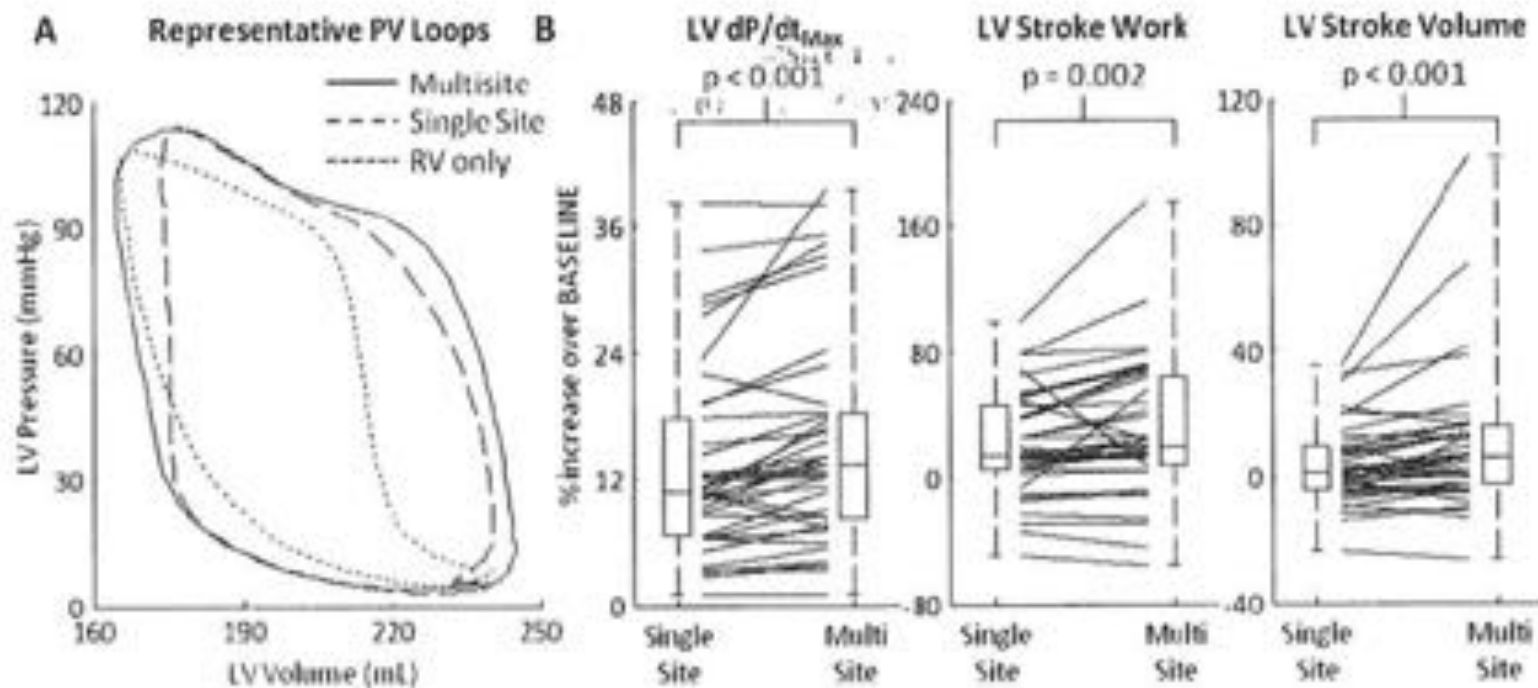 A Representative PV Loops
Multisite
Single Site
RV only
120
90
60
30
0
LV Pressure (mmHg)
160 190 220 250
LV Volume (mL)
B
LV dP/dtMax
p < 0.001
48
36
24
12
0
% increase over BASELINE
Single Site
Multi Site
LV Stroke Work
p = 0.002
240
160
80
0
-80
Single Site
Multi Site
LV Stroke Volume
p < 0.001
120
80
40
0
-40
Single Site
Multi Site